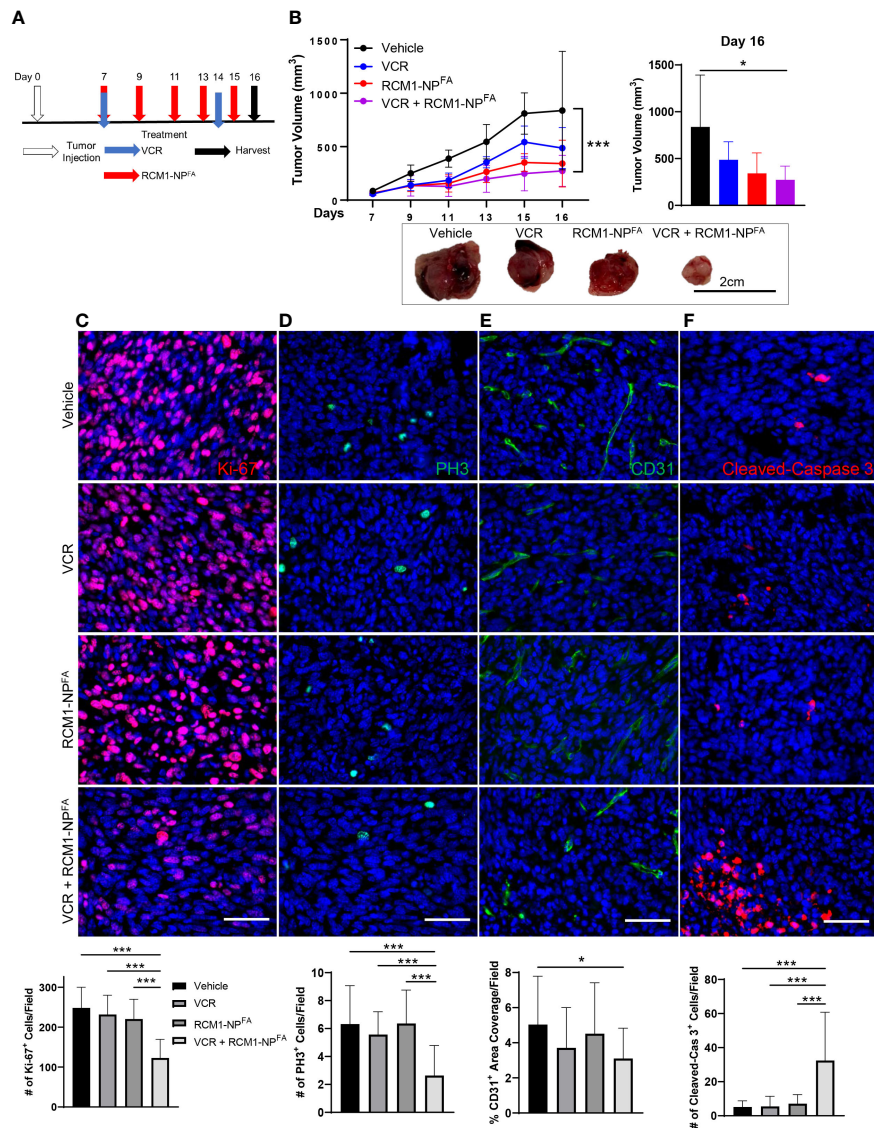 A
Day 0 7 9 11 13 14 15 16
Treatment
Tumor
Injection
VCR
Harvest
RCM1-NPFA
B
Tumor Volume (mm3)
1500
1000
500
0
Days
7 9 11 13 15 16
Vehicle
VCR
RCM1-NPFA
VCR + RCM1-NPFA
***
Day 16
Tumor Volume (mm3)
1500
1000
500
0
*
Vehicle VCR RCM1-NPFA VCR + RCM1-NPFA
2cm
C D E F
Vehicle
Ki-67 PH3 CD31 Cleaved-Caspase 3
VCR
RCM1-NPFA
VCR + RCM1-NPFA
# of Ki-67+ Cells/Field
300
200
100
0
***
***
***
Vehicle
VCR
RCM1-NPFA
VCR + RCM1-NPFA
# of PH3+ Cells/Field
10
8
6
4
2
0
***
***
***
% CD31+ Area Coverage/Field
8
6
4
2
0
*
# of Cleaved-Cas 3+ Cells/Field
80
60
40
20
0
***
***
***